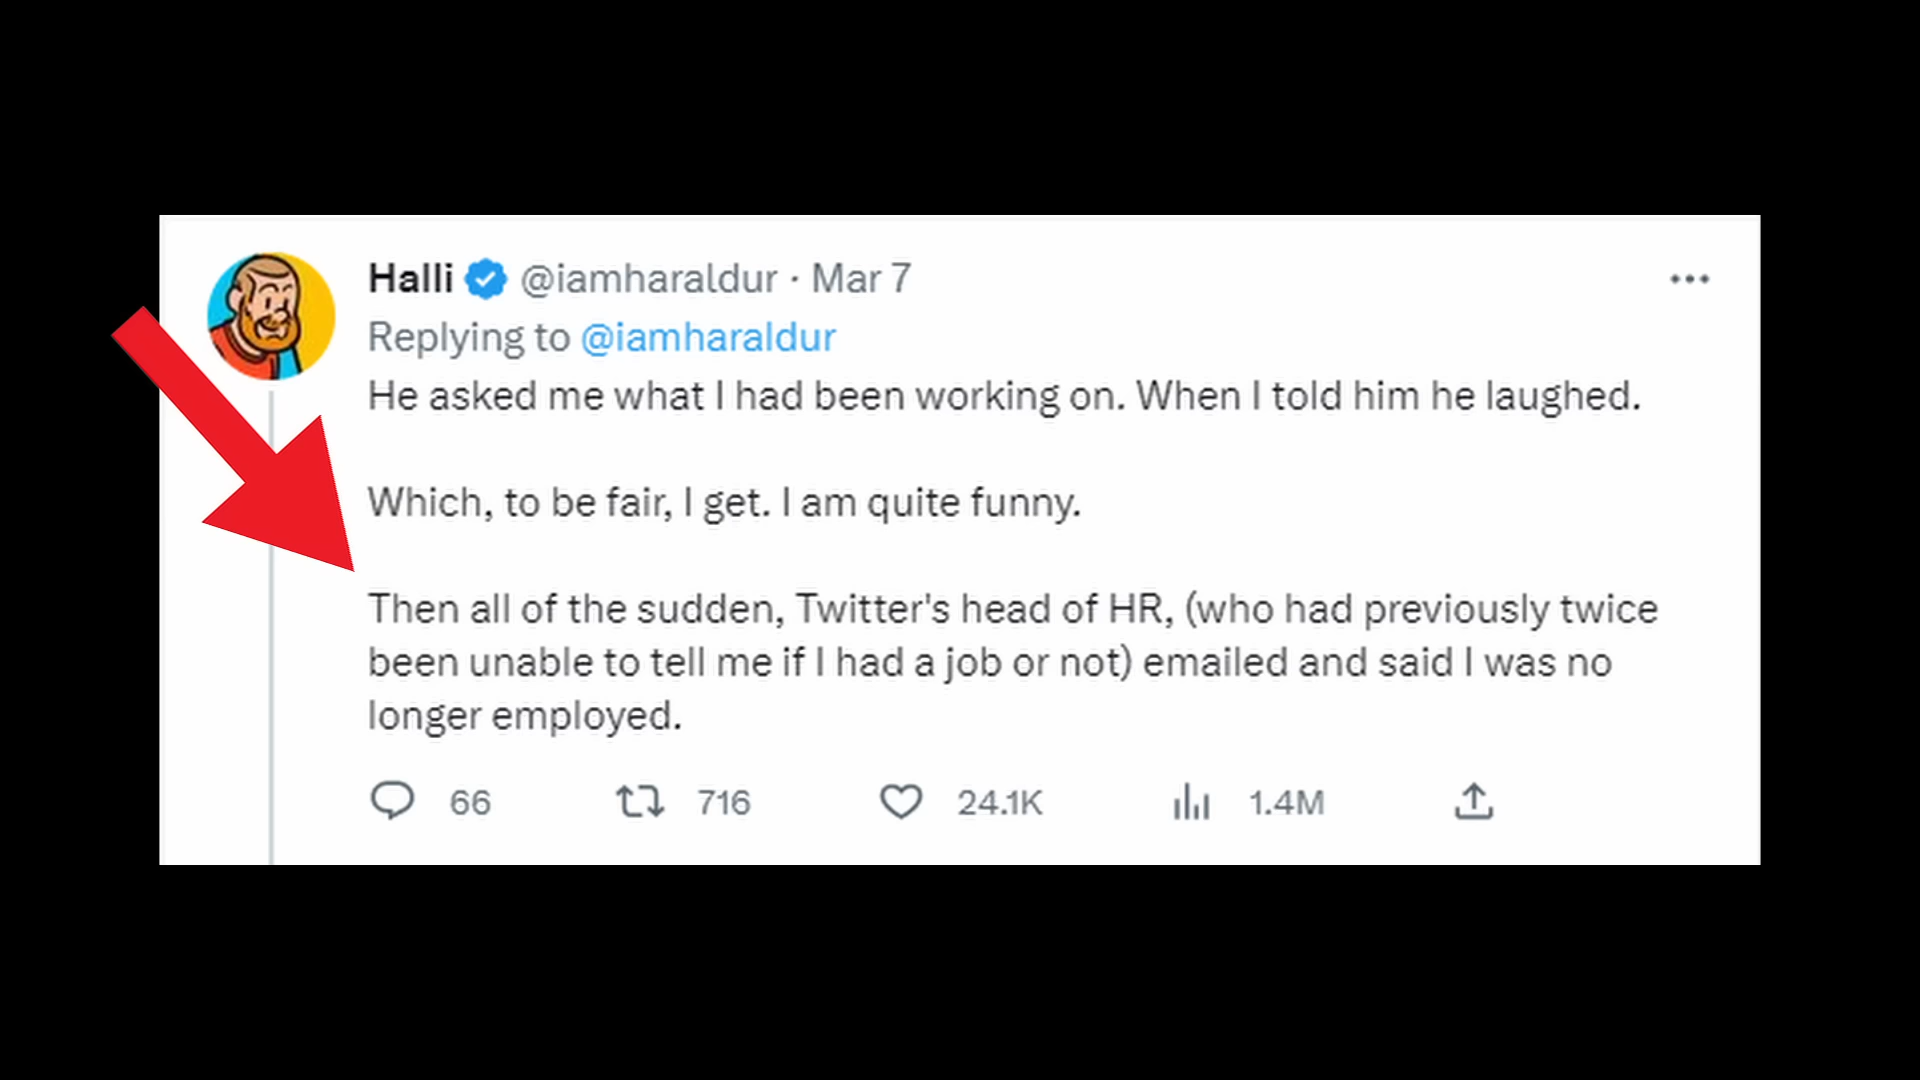 Halli @iamharaldur · Mar 7
Replying to @iamharaldur
He asked me what I had been working on. When I told him he laughed.
Which, to be fair, I get. I am quite funny.
Then all of the sudden, Twitter's head of HR, (who had previously twice
been unable to tell me if I had a job or not) emailed and said I was no
longer employed.
66 716 24.1K 1.4M